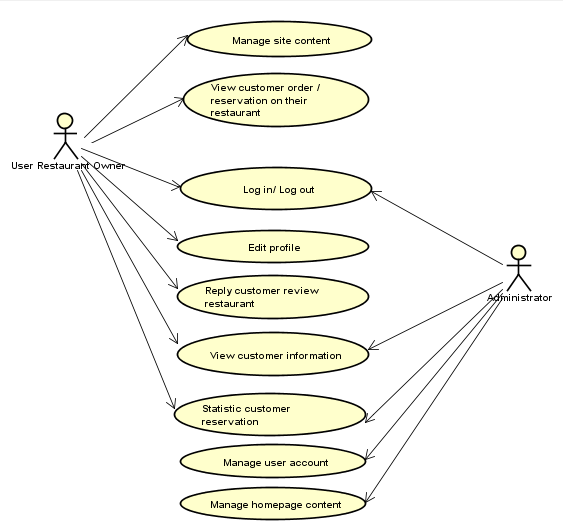 Manage site content
View customer order /
reservation on their
restaurant
User Restaurant Owner
Log in/ Log out
Edit profile
Reply customer review
restaurant
Administrator
View customer information
Statistic customer
reservation
Manage user account
Manage homepage content